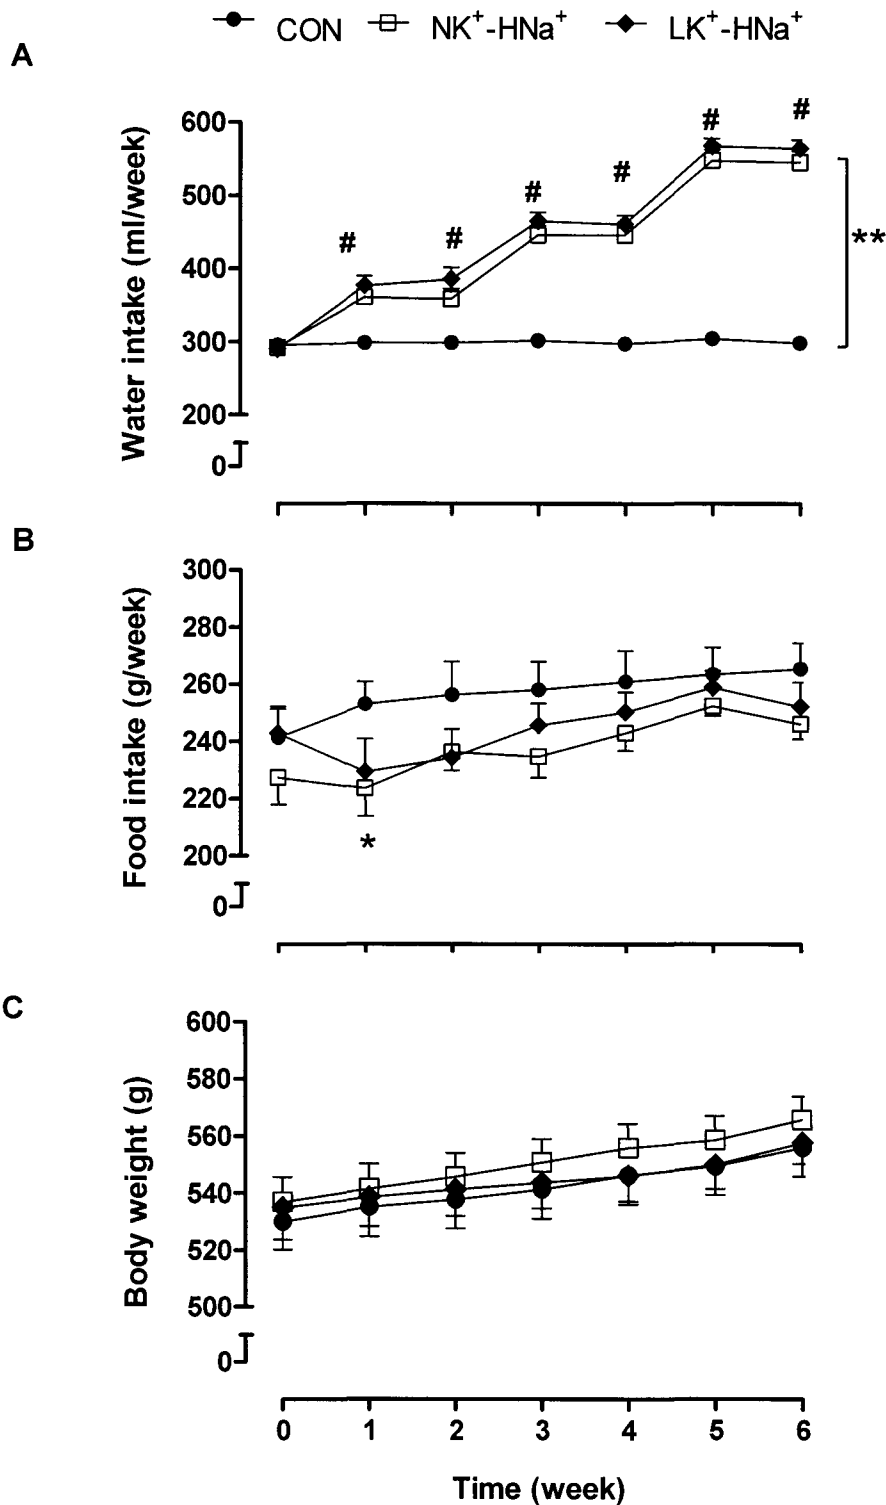 CON NK⁺-HNa⁺ LK⁺-HNa⁺
A
Water intake (ml/week)
600
500
400
300
200
0
# # # # # #
**
B
Food intake (g/week)
300
280
260
240
220
200
0
*
C
Body weight (g)
600
580
560
540
520
500
0
0 1 2 3 4 5 6
Time (week)